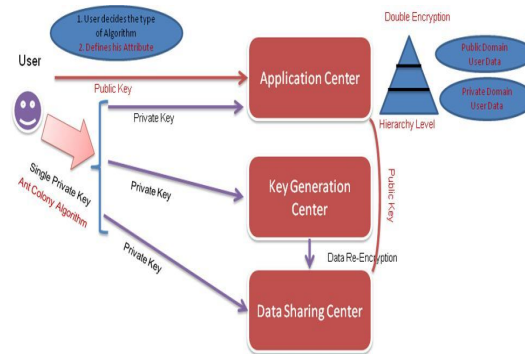 1. User decides the type
of Algorithm
2. Defines his Attribute
Double Encryption
User
Public Domain
User Data
Application Center
Public Key
Private Key
Private Domain
User Data
Hierarchy Level
Single Private Key
Ant Colony Algorithm
Private Key
Key Generation
Center
Public Key
Private Key
Data Re-Encryption
Data Sharing Center